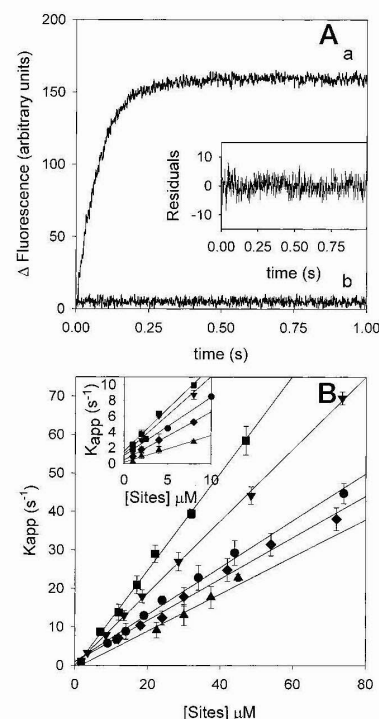 A
a
Δ Fluorescence (arbitrary units)
200
150
100
50
0
Residuals
10
0
-10
0.00 0.25 0.50 0.75
time (s)
b
0.00 0.25 0.50 0.75 1.00
time (s)
B
Kapp (s⁻¹)
70
60
50
40
30
20
10
0
Kapp (s⁻¹)
10
8
6
4
2
0
0 5 10
[Sites] μM
0 20 40 60 80
[Sites] μM